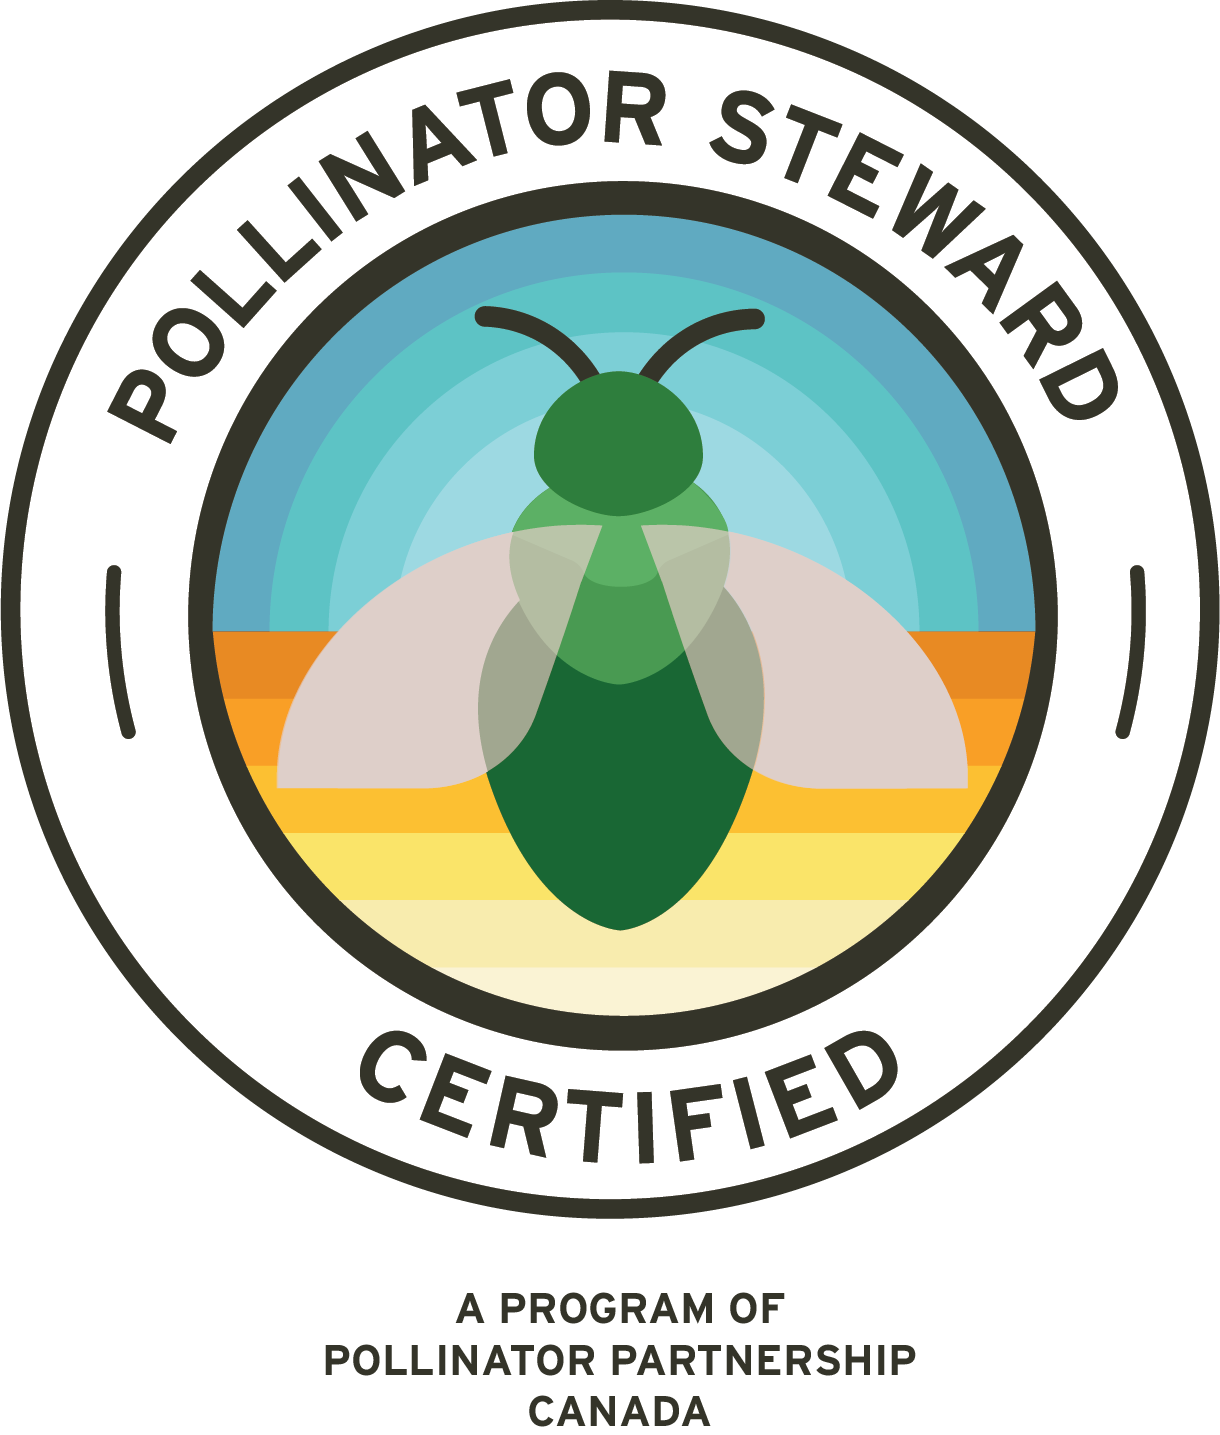 POLLINATOR STEWARD
CERTIFIED
A PROGRAM OF
POLLINATOR PARTNERSHIP
CANADA